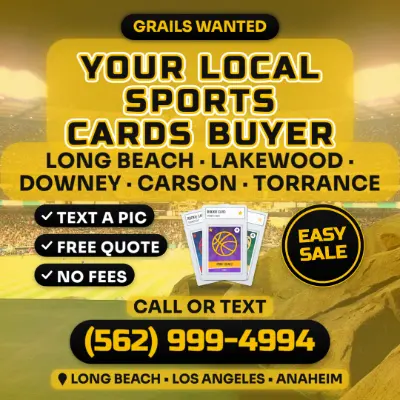 GRAILS WANTED
YOUR LOCAL
SPORTS
CARDS BUYER
LONG BEACH · LAKEWOOD ·
DOWNEY · CARSON · TORRANCE
✓ TEXT A PIC
✓ FREE QUOTE
✓ NO FEES
EASY
SALE
CALL OR TEXT
(562) 999-4994
LONG BEACH • LOS ANGELES • ANAHEIM